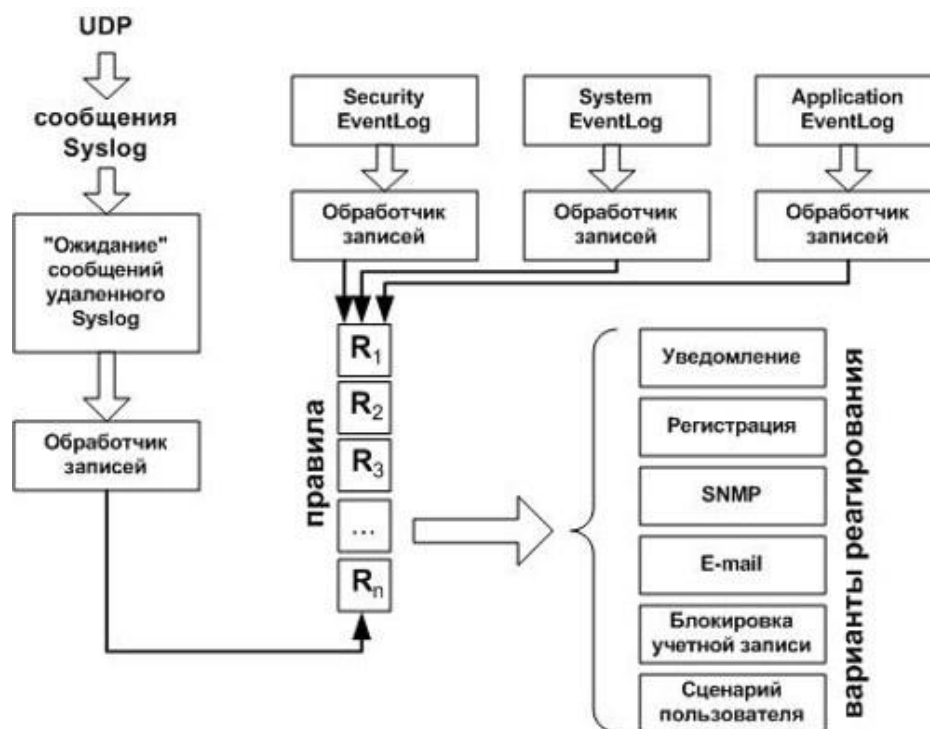 UDP
сообщения
Syslog
"Ожидание"
сообщений
удаленного
Syslog
Обработчик
записей
Security
EventLog
System
EventLog
Application
EventLog
Обработчик
записей
Обработчик
записей
Обработчик
записей
правила
R1
R2
R3
...
Rn
Уведомление
Регистрация
SNMP
E-mail
Блокировка
учетной записи
Сценарий
пользователя
варианты реагирования